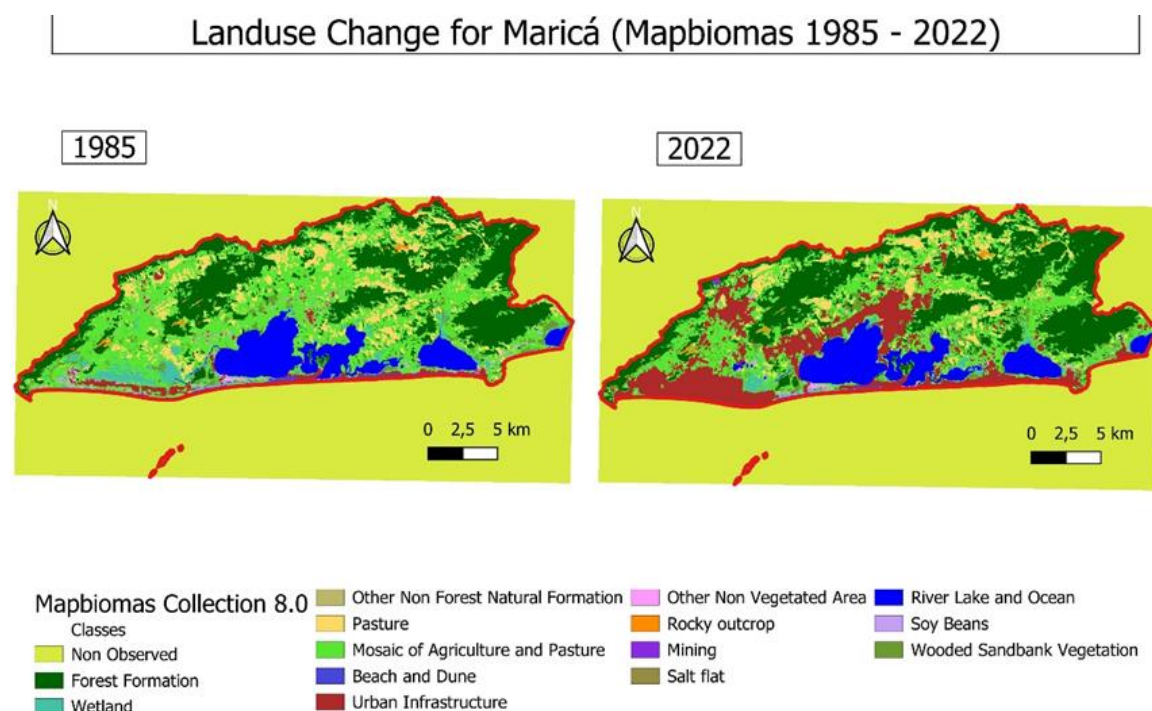 Landuse Change for Maricá (Mapbiomas 1985 - 2022)
1985
2022
N
N
0 2,5 5 km
0 2,5 5 km
Mapbiomas Collection 8.0
Classes
Non Observed
Forest Formation
Wetland
Other Non Forest Natural Formation
Pasture
Mosaic of Agriculture and Pasture
Beach and Dune
Urban Infrastructure
Other Non Vegetated Area
Rocky outcrop
Mining
Salt flat
River Lake and Ocean
Soy Beans
Wooded Sandbank Vegetation